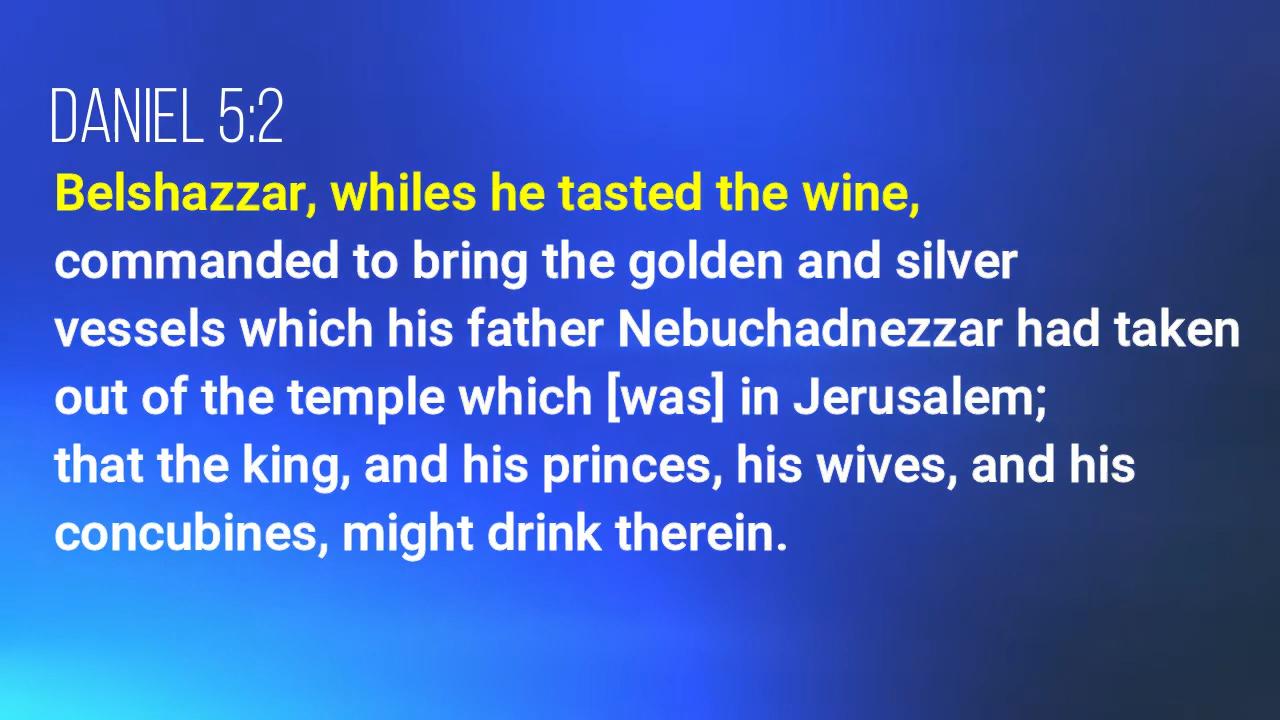 DANIEL 5:2
Belshazzar, whiles he tasted the wine,
commanded to bring the golden and silver
vessels which his father Nebuchadnezzar had taken
out of the temple which [was] in Jerusalem;
that the king, and his princes, his wives, and his
concubines, might drink therein.